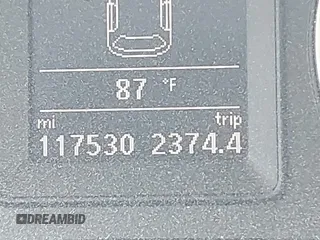 87 °F
mi trip
117530 2374.4
DREAMBID